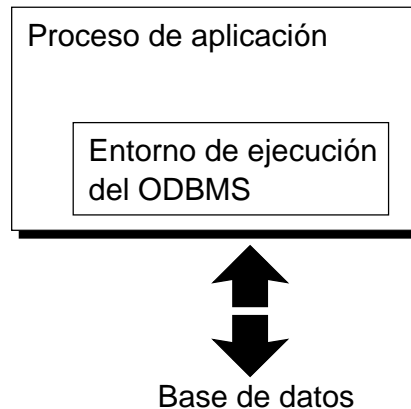 Proceso de aplicación
Entorno de ejecución
del ODBMS
Base de datos